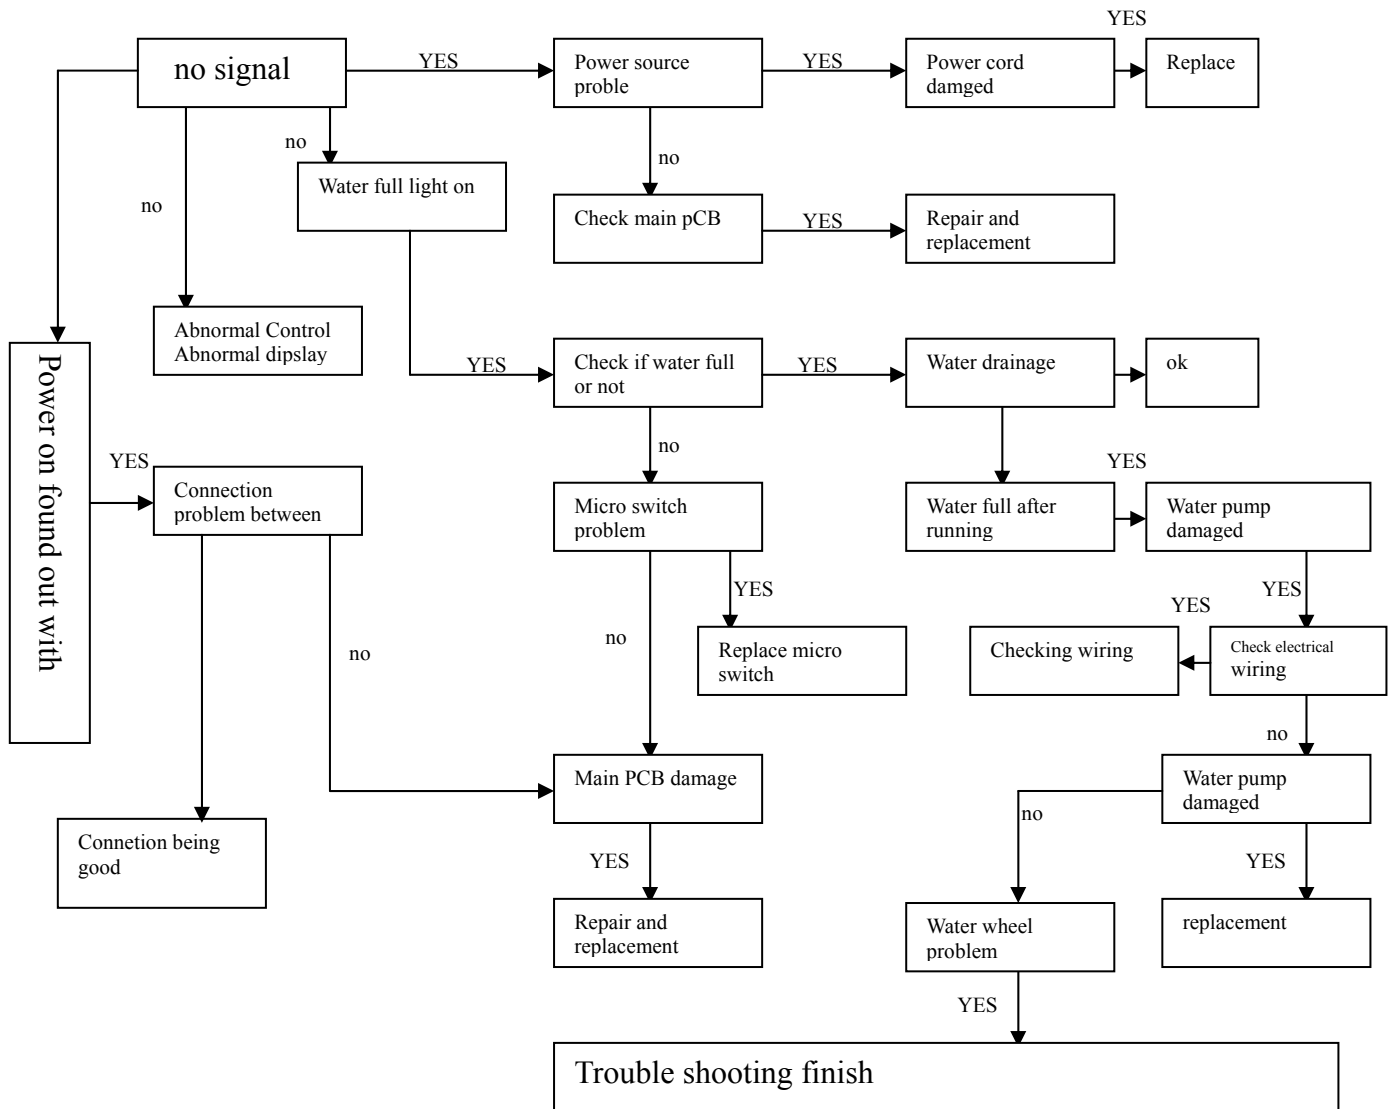 YES
no signal
YES
Power source
proble
YES
Power cord
damged
Replace
no
no
Water full light on
no
Check main pCB
YES
Repair and
replacement
Abnormal Control
Abnormal dipslay
YES
Check if water full
or not
YES
Water drainage
ok
Power on found out with
YES
Connection
problem between
no
Micro switch
problem
Water full after
running
YES
Water pump
damaged
YES
YES
YES
no
no
Replace micro
switch
Checking wiring
Check electrical
wiring
no
Main PCB damage
Water pump
damaged
no
Connetion being
good
YES
YES
Repair and
replacement
Water wheel
problem
replacement
YES
Trouble shooting finish